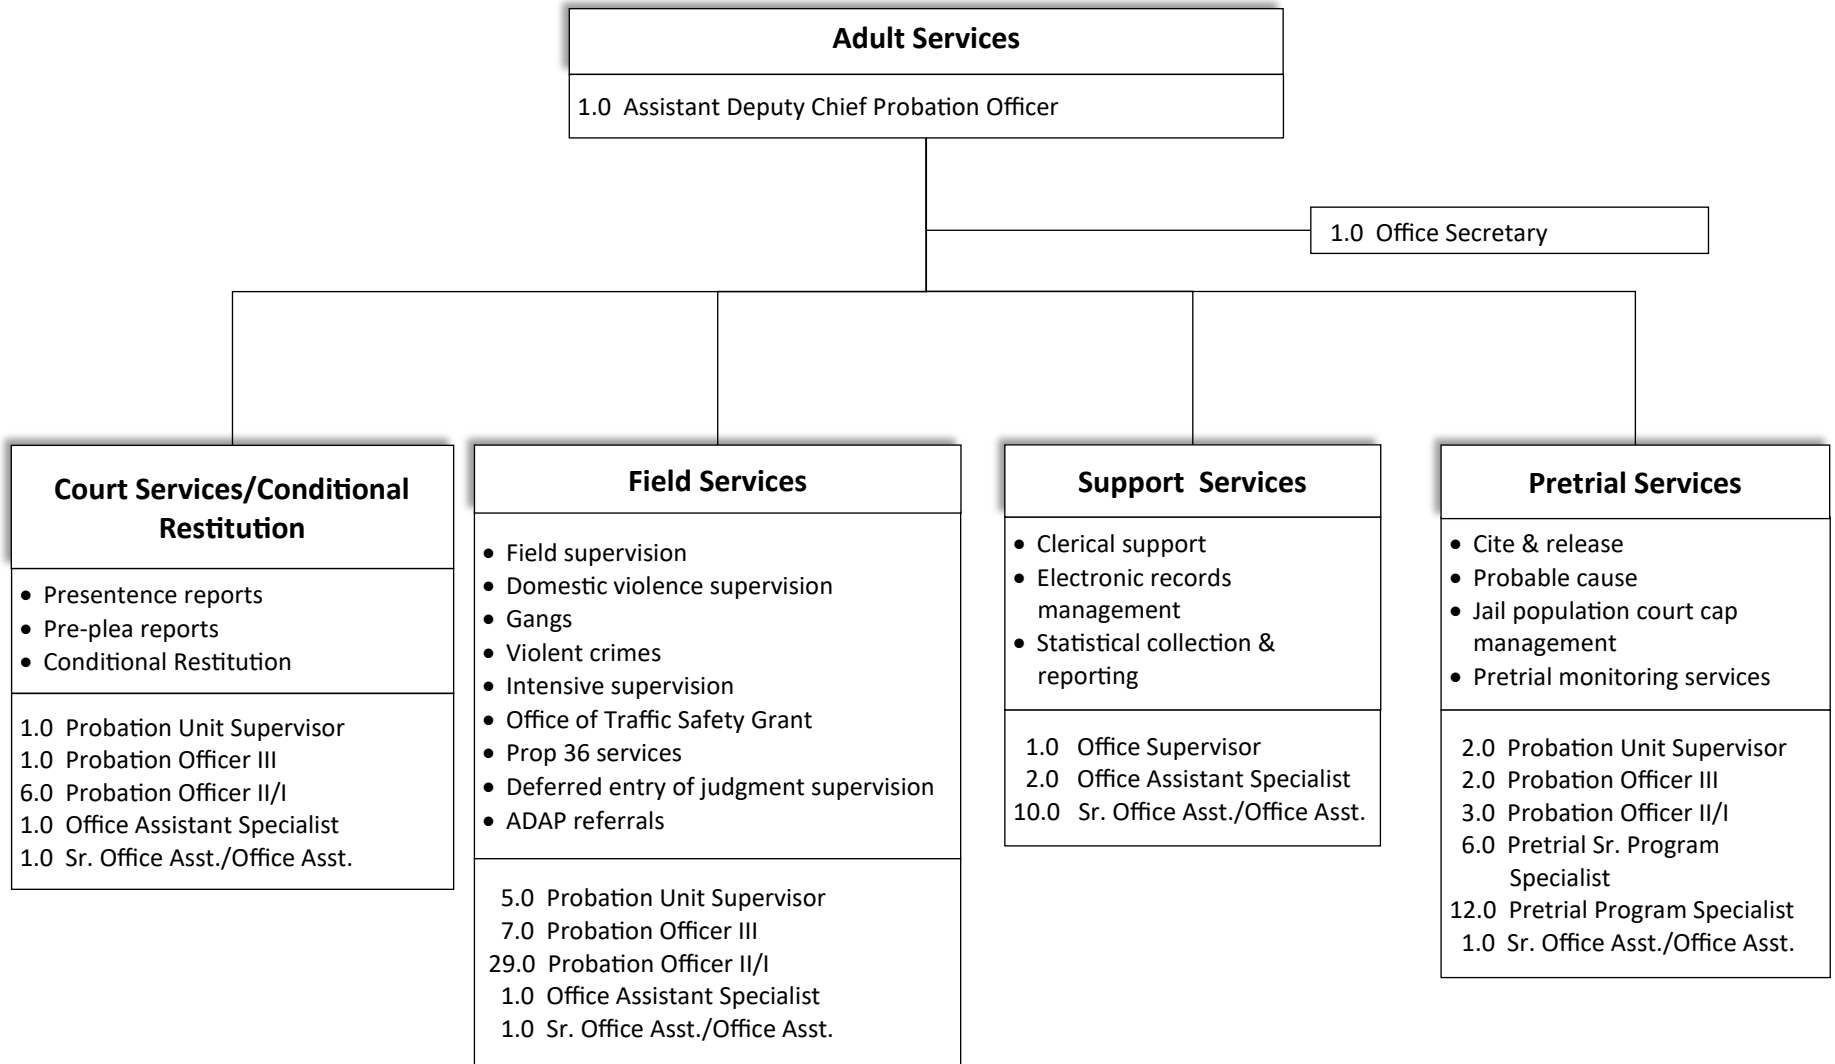 Adult Services
1.0 Assistant Deputy Chief Probation Officer
1.0 Office Secretary
Court Services/Conditional
Restitution
• Presentence reports
• Pre-plea reports
• Conditional Restitution
1.0 Probation Unit Supervisor
1.0 Probation Officer III
6.0 Probation Officer II/I
1.0 Office Assistant Specialist
1.0 Sr. Office Asst./Office Asst.
Field Services
• Field supervision
• Domestic violence supervision
• Gangs
• Violent crimes
• Intensive supervision
• Office of Traffic Safety Grant
• Prop 36 services
• Deferred entry of judgment supervision
• ADAP referrals
5.0 Probation Unit Supervisor
7.0 Probation Officer III
29.0 Probation Officer II/I
1.0 Office Assistant Specialist
1.0 Sr. Office Asst./Office Asst.
Support Services
• Clerical support
• Electronic records
management
• Statistical collection &
reporting
1.0 Office Supervisor
2.0 Office Assistant Specialist
10.0 Sr. Office Asst./Office Asst.
Pretrial Services
• Cite & release
• Probable cause
• Jail population court cap
management
• Pretrial monitoring services
2.0 Probation Unit Supervisor
2.0 Probation Officer III
3.0 Probation Officer II/I
6.0 Pretrial Sr. Program
Specialist
12.0 Pretrial Program Specialist
1.0 Sr. Office Asst./Office Asst.